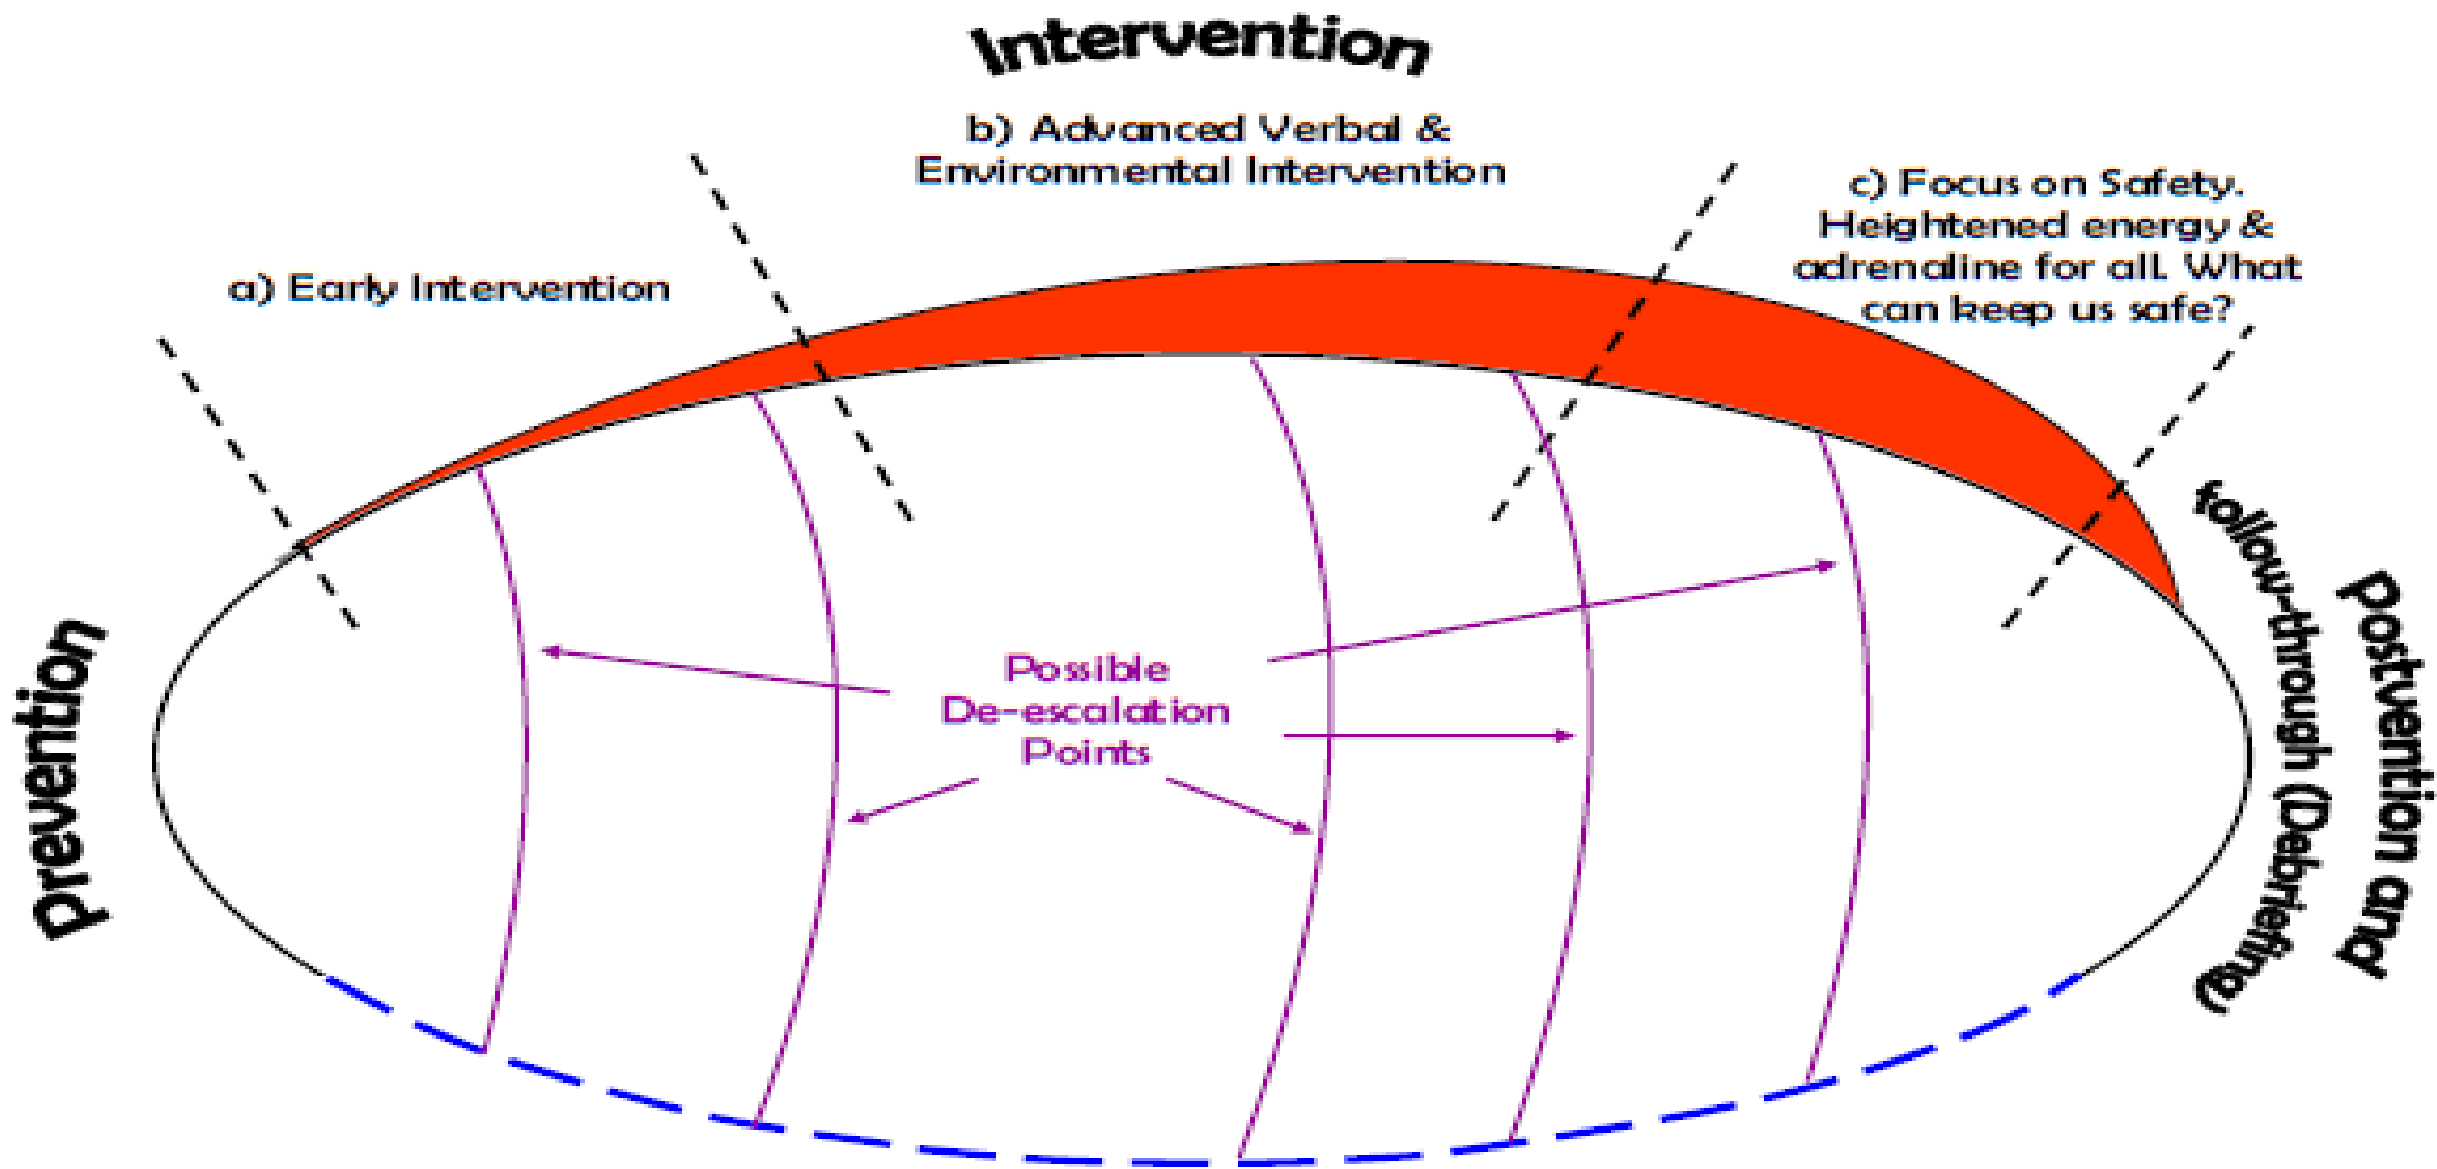 Intervention
b) Advanced Verbal &
Environmental Intervention
c) Focus on Safety.
Heightened energy &
adrenaline for all. What
can keep us safe?
a) Early Intervention
Prevention
Possible
De-escalation
Points
Postvention and
follow-through (Debriefing)